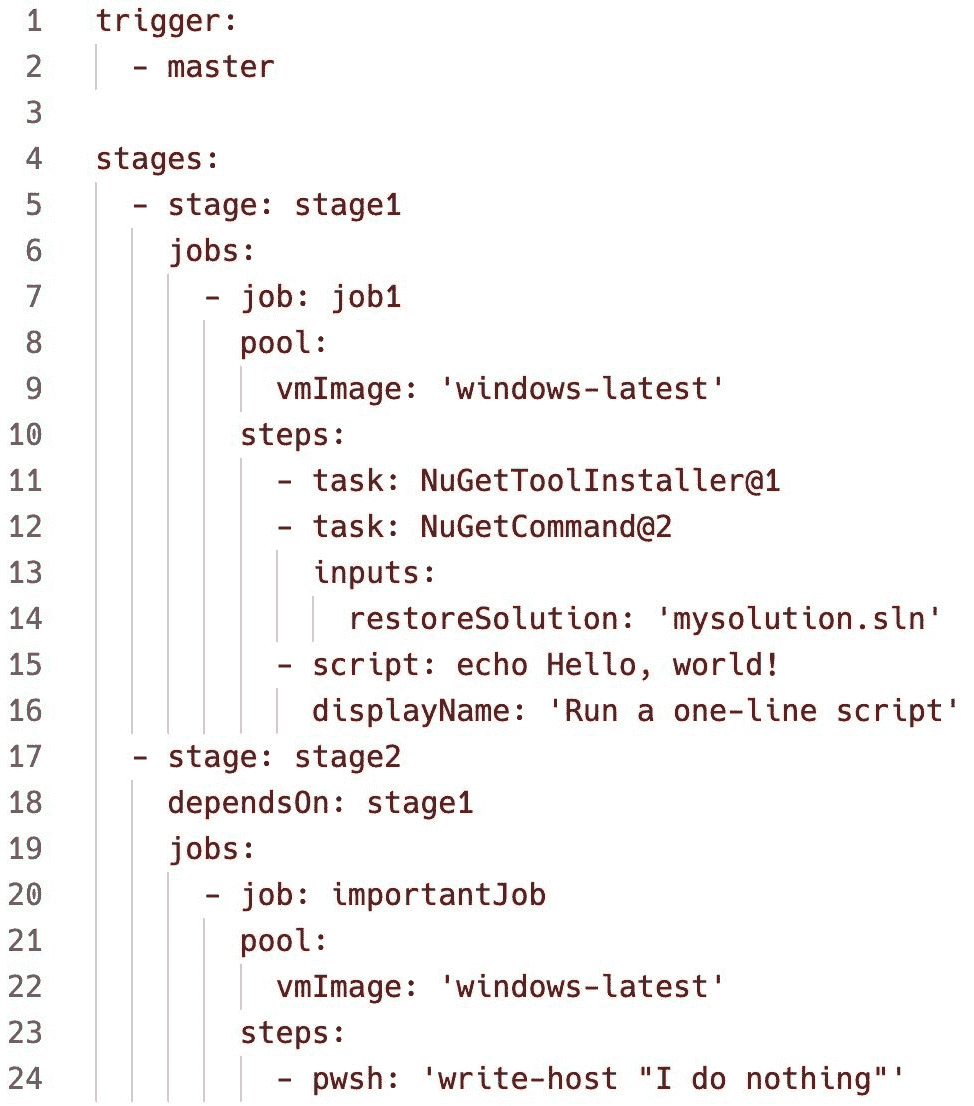 1 trigger:
2   - master
3
4 stages:
5   - stage: stage1
6     jobs:
7       - job: job1
8         pool:
9           vmImage: 'windows-latest'
10         steps:
11           - task: NuGetToolInstaller@1
12           - task: NuGetCommand@2
13             inputs:
14               restoreSolution: 'mysolution.sln'
15           - script: echo Hello, world!
16             displayName: 'Run a one-line script'
17   - stage: stage2
18     dependsOn: stage1
19     jobs:
20       - job: importantJob
21         pool:
22           vmImage: 'windows-latest'
23         steps:
24           - pwsh: 'write-host "I do nothing"'